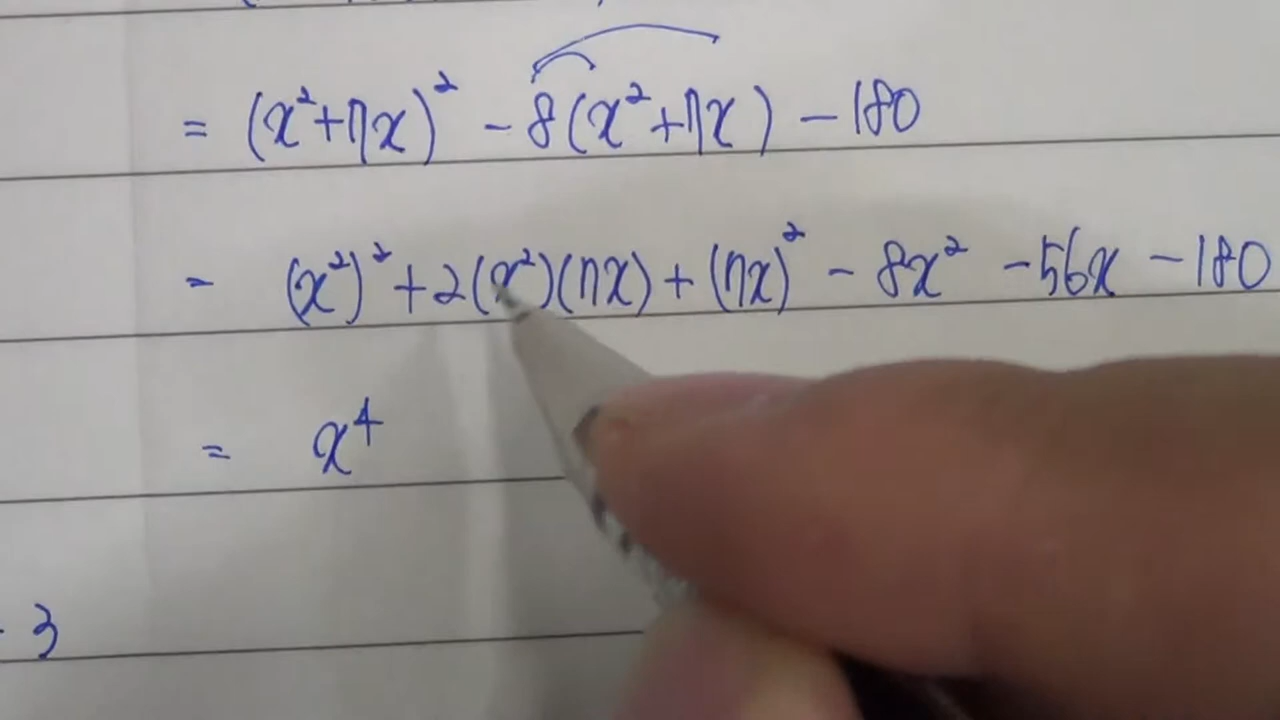 = (x²+7x)² - 8(x²+7x) - 180
= (x²)² + 2(x²)(7x) + (7x)² - 8x² - 56x - 180
= x⁴
- 3